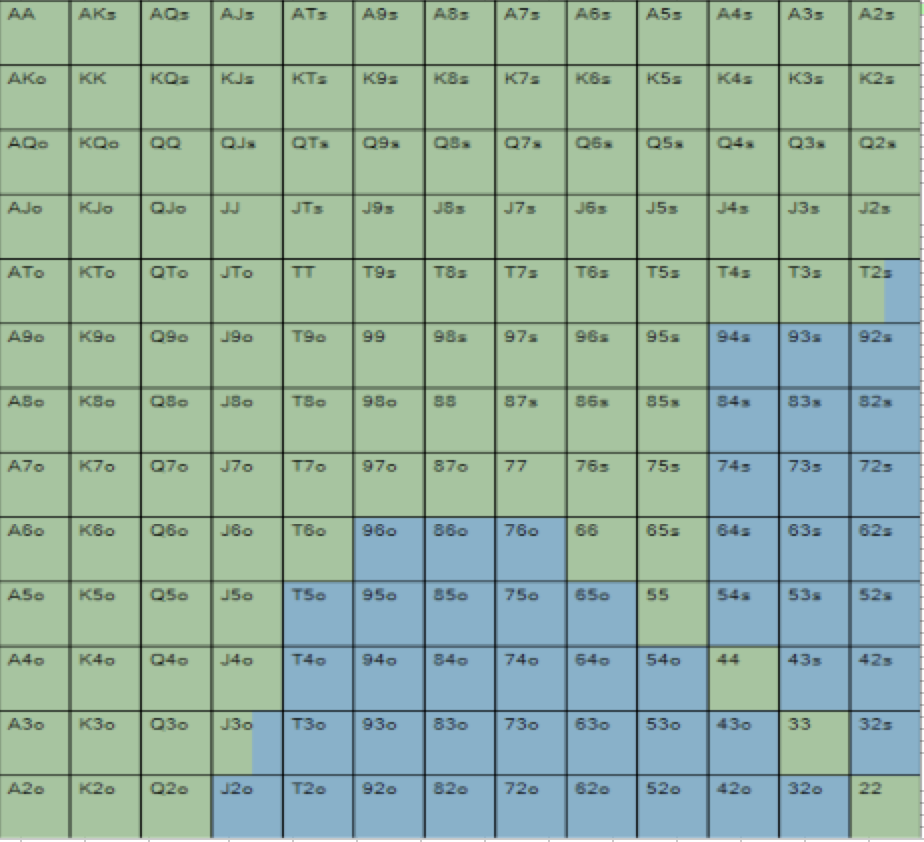 AA AKs AQs AJs ATs A9s A8s A7s A6s A5s A4s A3s A2s
AKo KK KQs KJs KTs K9s K8s K7s K6s K5s K4s K3s K2s
AQo KQo QQ QJs QTs Q9s Q8s Q7s Q6s Q5s Q4s Q3s Q2s
AJo KJo QJo JJ JTs J9s J8s J7s J6s J5s J4s J3s J2s
ATo KTo QTo JTo TT T9s T8s T7s T6s T5s T4s T3s T2s
A9o K9o Q9o J9o T9o 99 98s 97s 96s 95s 94s 93s 92s
A8o K8o Q8o J8o T8o 98o 88 87s 86s 85s 84s 83s 82s
A7o K7o Q7o J7o T7o 97o 87o 77 76s 75s 74s 73s 72s
A6o K6o Q6o J6o T6o 96o 86o 76o 66 65s 64s 63s 62s
A5o K5o Q5o J5o T5o 95o 85o 75o 65o 55 54s 53s 52s
A4o K4o Q4o J4o T4o 94o 84o 74o 64o 54o 44 43s 42s
A3o K3o Q3o J3o T3o 93o 83o 73o 63o 53o 43o 33 32s
A2o K2o Q2o J2o T2o 92o 82o 72o 62o 52o 42o 32o 22